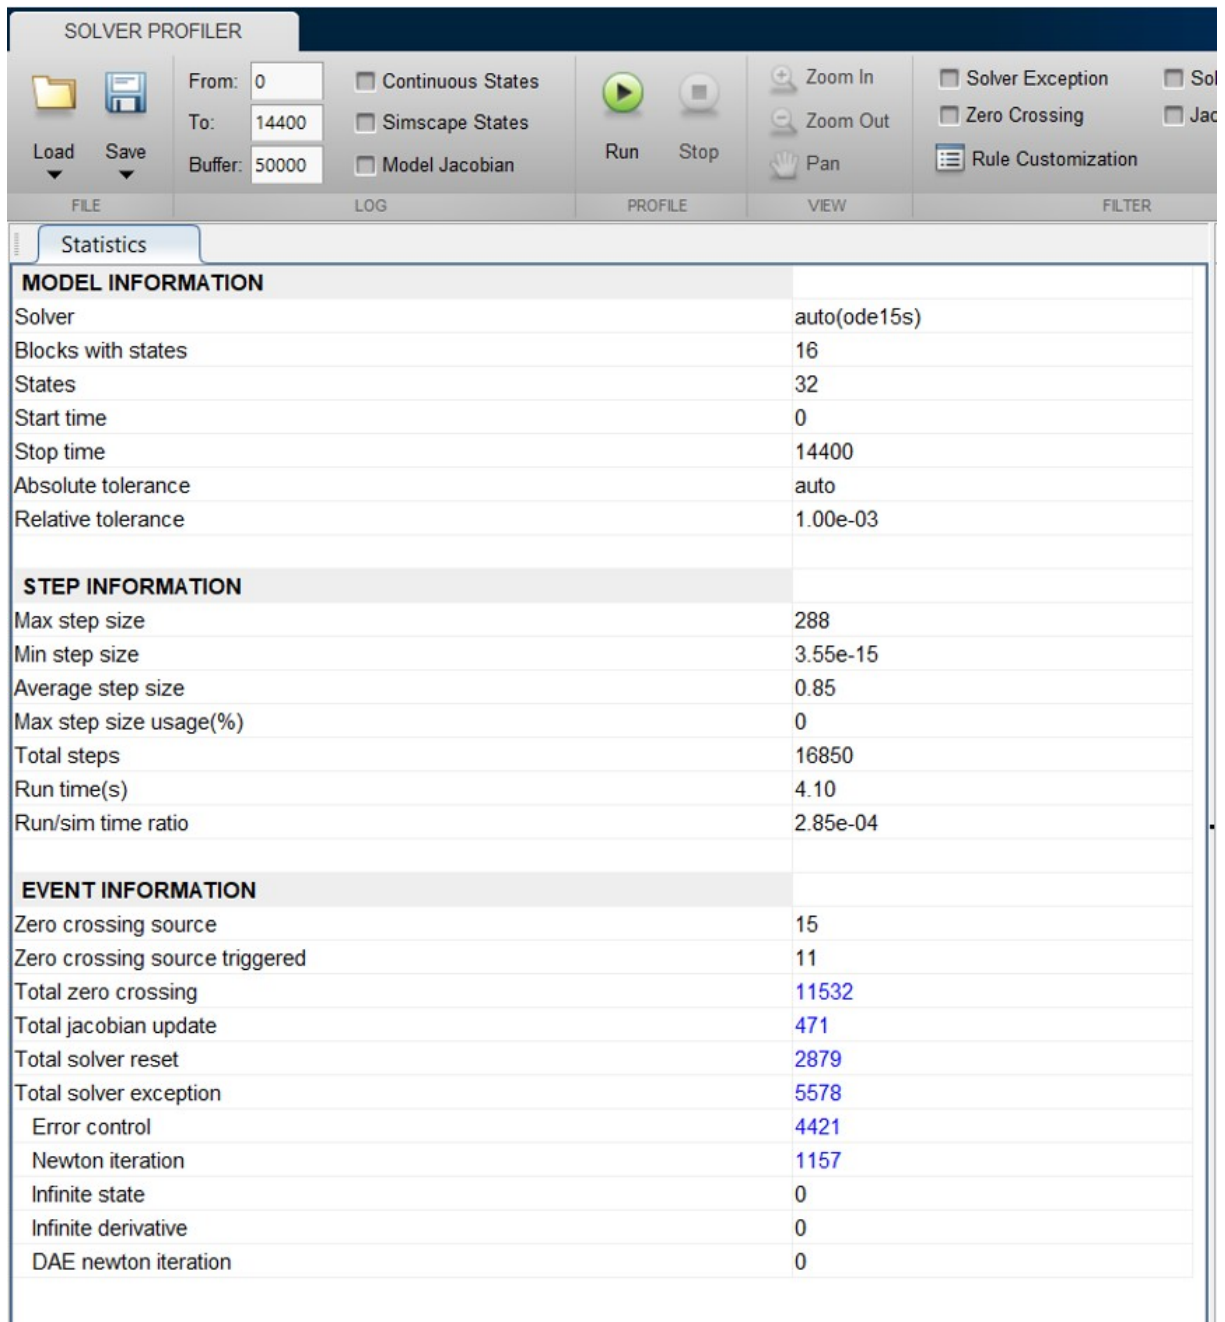 SOLVER PROFILER
From: 0 Continuous States Zoom In Solver Exception Sol
To: 14400 Simscape States Zoom Out Zero Crossing Jac
Load Save Buffer: 50000 Model Jacobian Run Stop Pan Rule Customization
FILE LOG PROFILE VIEW FILTER
Statistics
MODEL INFORMATION
Solver auto(ode15s)
Blocks with states 16
States 32
Start time 0
Stop time 14400
Absolute tolerance auto
Relative tolerance 1.00e-03
STEP INFORMATION
Max step size 288
Min step size 3.55e-15
Average step size 0.85
Max step size usage(%) 0
Total steps 16850
Run time(s) 4.10
Run/sim time ratio 2.85e-04
EVENT INFORMATION
Zero crossing source 15
Zero crossing source triggered 11
Total zero crossing 11532
Total jacobian update 471
Total solver reset 2879
Total solver exception 5578
Error control 4421
Newton iteration 1157
Infinite state 0
Infinite derivative 0
DAE newton iteration 0